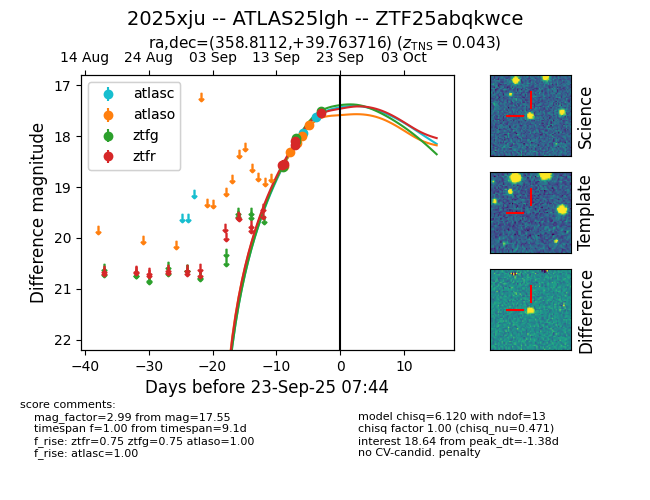 2025xju -- ATLAS25lgh -- ZTF25abqkwce
ra,dec=(358.8112,+39.763716) (z_TNS = 0.043)
14 Aug 24 Aug 03 Sep 13 Sep 23 Sep 03 Oct
17
18
19
20
21
22
Difference magnitude
atlasc
atlaso
ztfg
ztfr
−40 −30 −20 −10 0 10
Days before 23-Sep-25 07:44
Science
Template
Difference
score comments:
mag_factor=2.99 from mag=17.55
timespan f=1.00 from timespan=9.1d
f_rise: ztfr=0.75 ztfg=0.75 atlaso=1.00
f_rise: atlasc=1.00
model chisq=6.120 with ndof=13
chisq factor 1.00 (chisq_nu=0.471)
interest 18.64 from peak_dt=-1.38d
no CV-candid. penalty